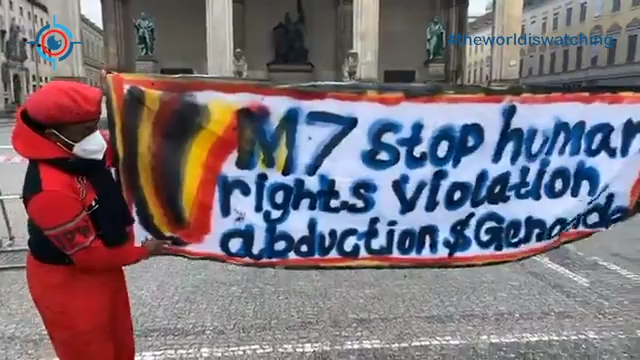 #theworldiswatching
M7 Stop human
rights violation
abduction $ Genocide